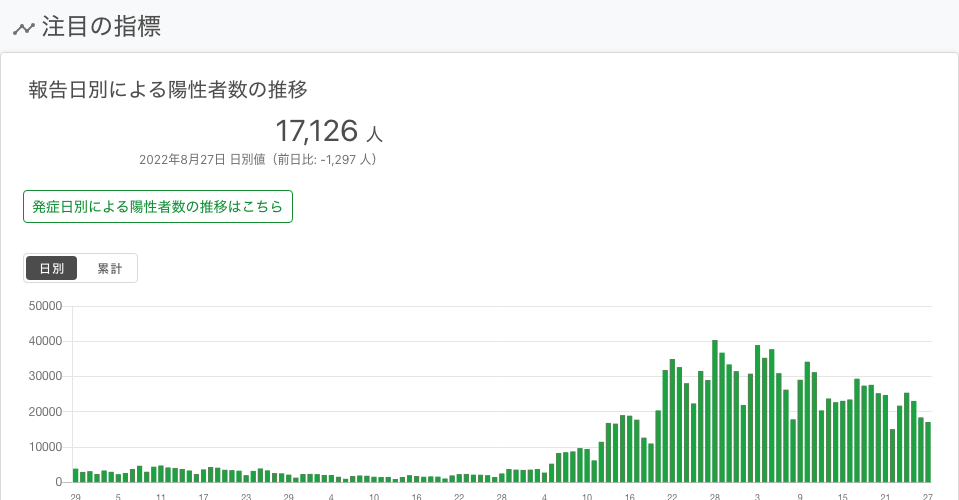 注目の指標
報告日別による陽性者数の推移
17,126 人
2022年8月27日 日別値（前日比: -1,297 人）
発症日別による陽性者数の推移はこちら
日別 累計
50000
40000
30000
20000
10000
0
29 5 11 17 23 29 4 10 16 22 28 4 10 16 22 28 3 9 15 21 27